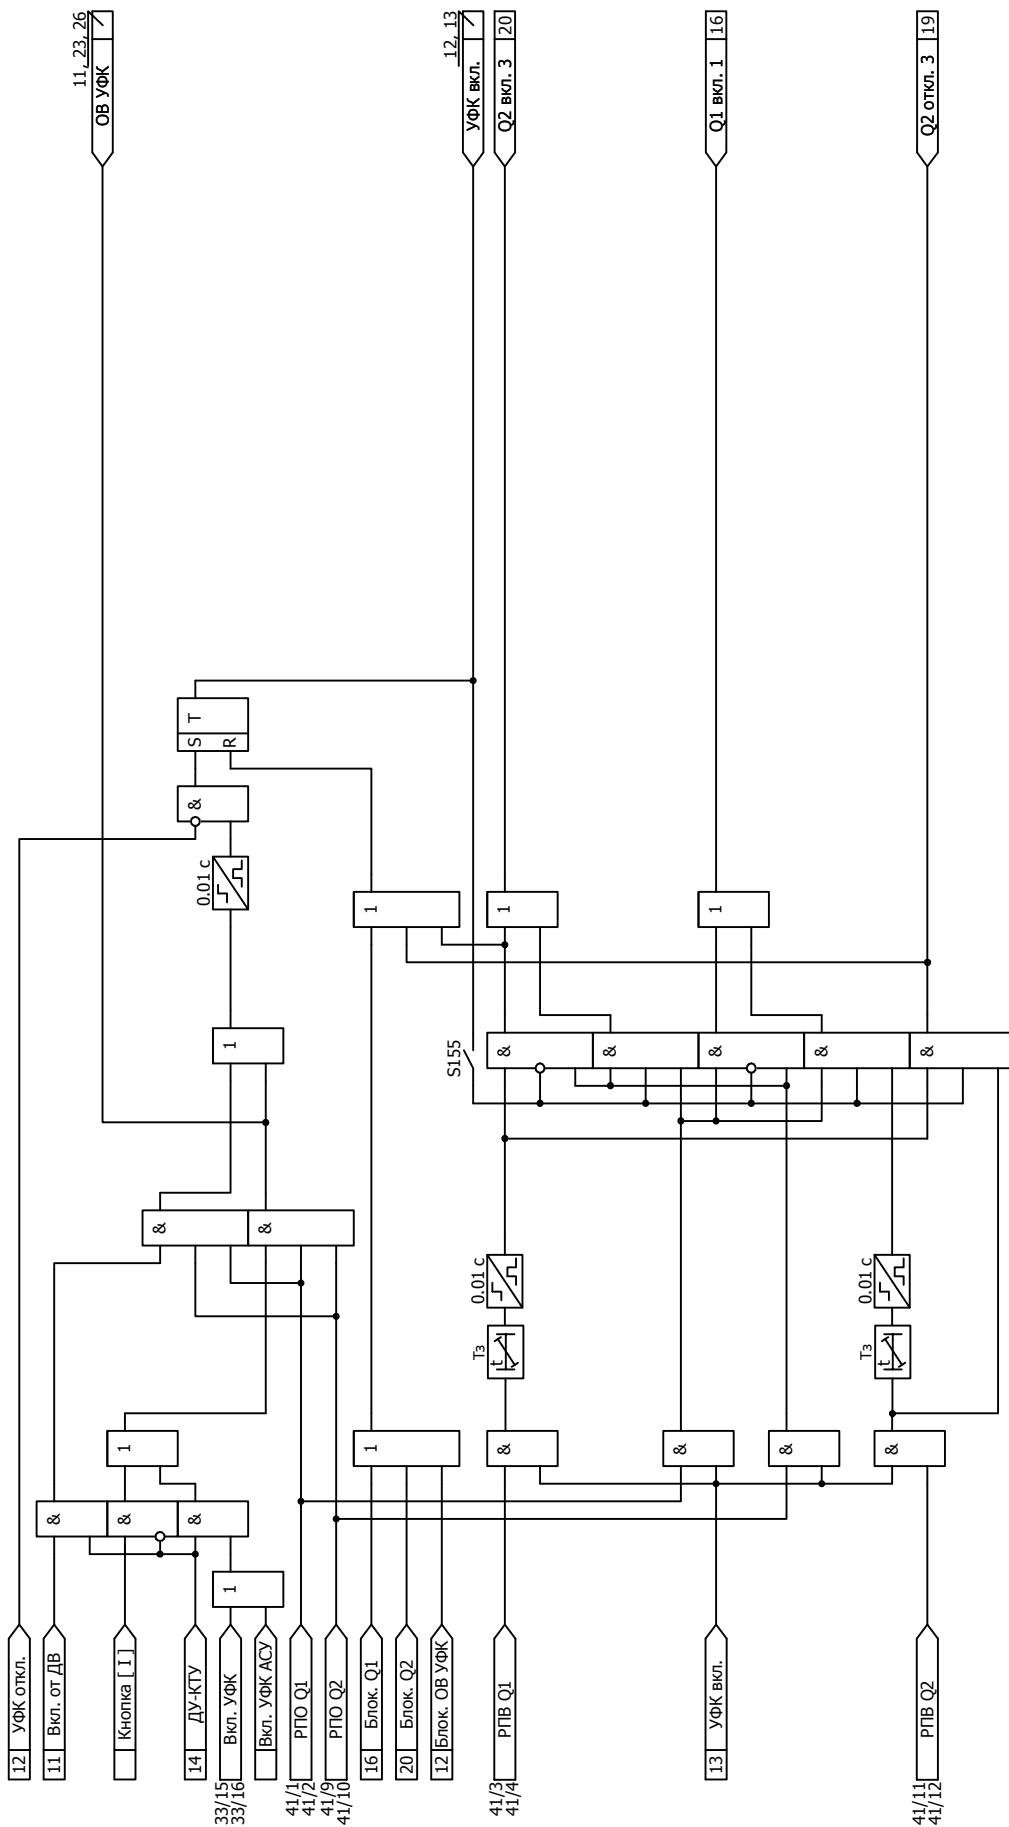 12 УФК откл.
11 Вкл. от ДВ
Кнопка [ I ]
14 ДУ-КТУ
33/15
33/16
Вкл. УФК
Вкл. УФК АСУ
41/1
41/2
РПО Q1
41/9
41/10
РПО Q2
16 Блок. Q1
20 Блок. Q2
12 Блок. ОВ УФК
41/3
41/4
РПВ Q1
13 УФК вкл.
41/11
41/12
РПВ Q2
&
&
&
1
1
1
&
&
&
&
Тз
t
0.01 с
Тз
t
0.01 с
&
&
1
S155
&
&
&
&
&
0.01 с
1
1
1
&
S
R
T
ОВ УФК
11, 23, 26
УФК вкл.
12, 13
Q2 вкл. 3 20
Q1 вкл. 1 16
Q2 откл. 3 19